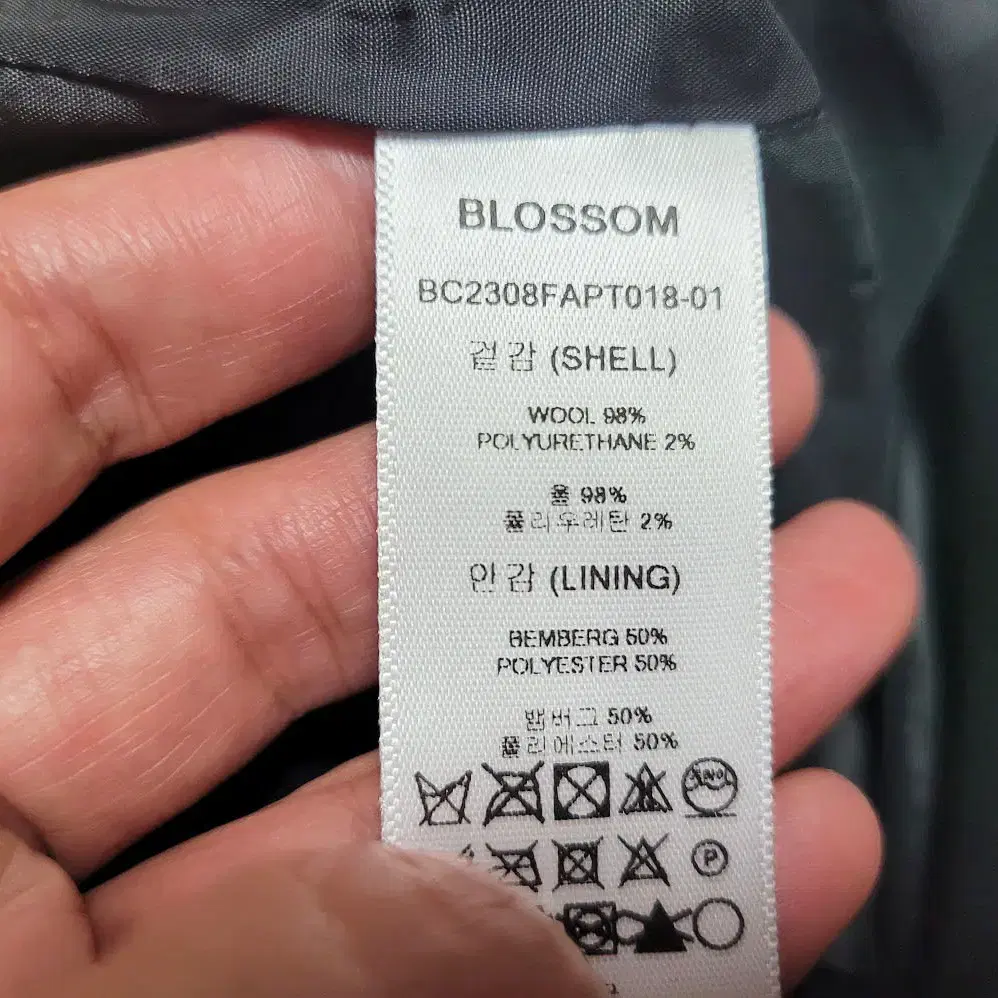 BLOSSOM
BC2308FAPT018-01
겉감 (SHELL)
WOOL 98%
POLYURETHANE 2%
울 98%
폴리우레탄 2%
안감 (LINING)
BEMBERG 50%
POLYESTER 50%
뱀버그 50%
폴리에스터 50%
P